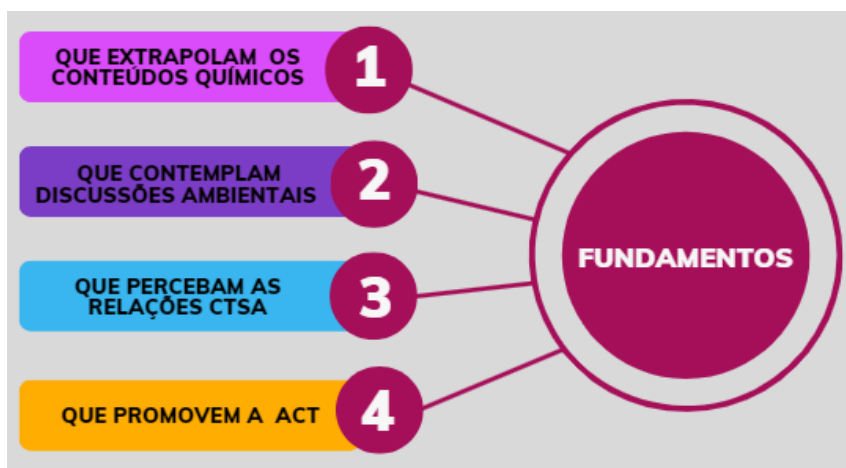 QUE EXTRAPOLAM OS
CONTEÚDOS QUÍMICOS
1
QUE CONTEMPLAM
DISCUSSÕES AMBIENTAIS
2
QUE PERCEBAM AS
RELAÇÕES CTSA
3
QUE PROMOVEM A ACT
4
FUNDAMENTOS